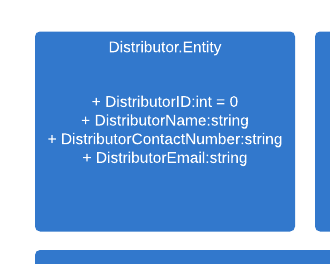 Distributor.Entity
+ DistributorID:int = 0
+ DistributorName:string
+ DistributorContactNumber:string
+ DistributorEmail:string